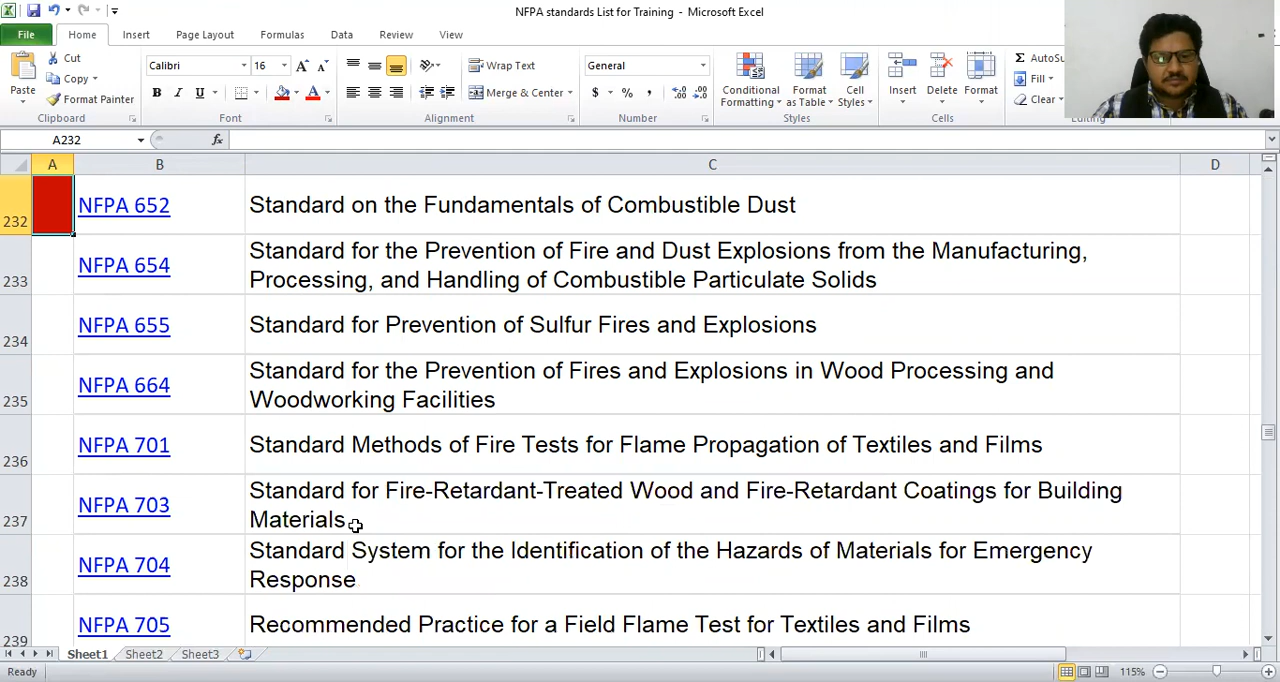 NFPA standards List for Training - Microsoft Excel
File Home Insert Page Layout Formulas Data Review View
Paste
Cut
Copy
Format Painter
Clipboard
Calibri 16
B I U
Font
Wrap Text
Merge & Center
Alignment
General
$ % ,
Number
Conditional Formatting
Format as Table
Cell Styles
Styles
Insert Delete Format
Cells
Σ AutoSu
Fill
Clear
A232
fx
A B C D
232 NFPA 652 Standard on the Fundamentals of Combustible Dust
233 NFPA 654 Standard for the Prevention of Fire and Dust Explosions from the Manufacturing,
Processing, and Handling of Combustible Particulate Solids
234 NFPA 655 Standard for Prevention of Sulfur Fires and Explosions
235 NFPA 664 Standard for the Prevention of Fires and Explosions in Wood Processing and
Woodworking Facilities
236 NFPA 701 Standard Methods of Fire Tests for Flame Propagation of Textiles and Films
237 NFPA 703 Standard for Fire-Retardant-Treated Wood and Fire-Retardant Coatings for Building
Materials
238 NFPA 704 Standard System for the Identification of the Hazards of Materials for Emergency
Response
239 NFPA 705 Recommended Practice for a Field Flame Test for Textiles and Films
Sheet1 Sheet2 Sheet3
Ready 115%